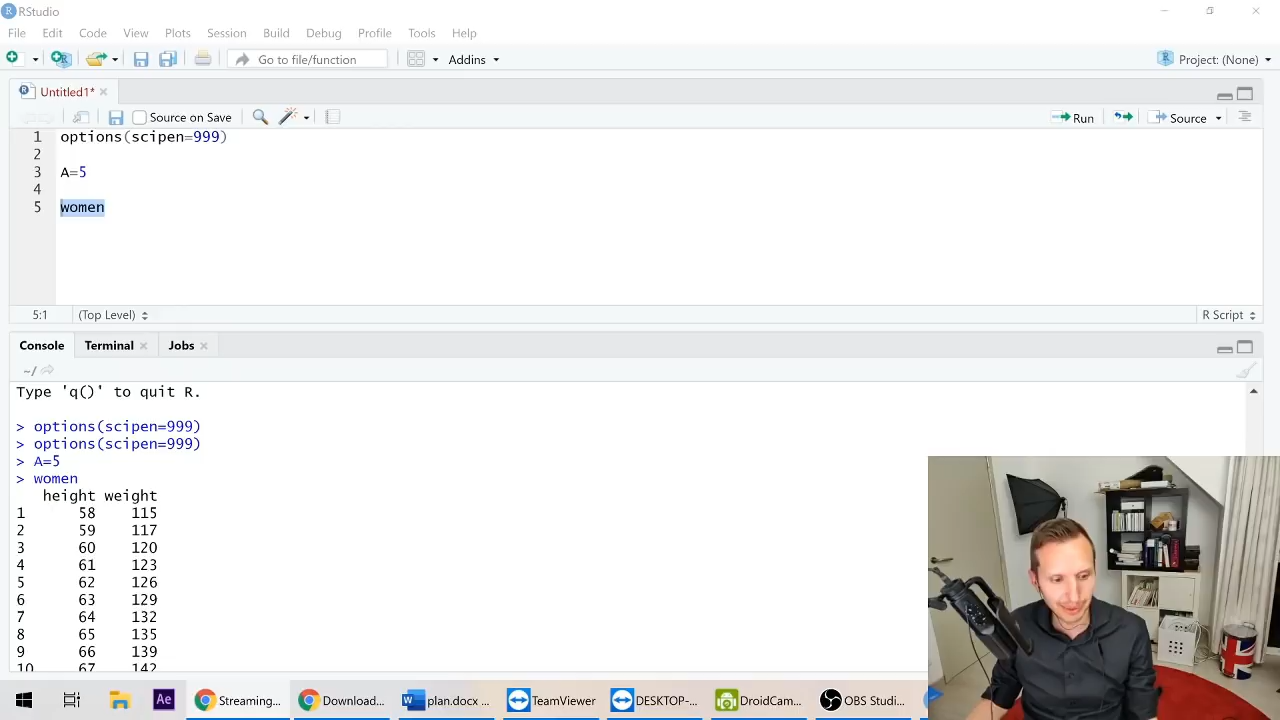 RStudio
File Edit Code View Plots Session Build Debug Profile Tools Help
Go to file/function Addins Project: (None)
Untitled1*
Source on Save Run Source
1 options(scipen=999)
2
3 A=5
4
5 women
5:1 (Top Level) R Script
Console Terminal Jobs
~/
Type 'q()' to quit R.
> options(scipen=999)
> options(scipen=999)
> A=5
> women
height weight
1 58 115
2 59 117
3 60 120
4 61 123
5 62 126
6 63 129
7 64 132
8 65 135
9 66 139
10 67 142
Ae Streaming... Download... plan.docx TeamViewer DESKTOP-... DroidCam... OBS Studi...